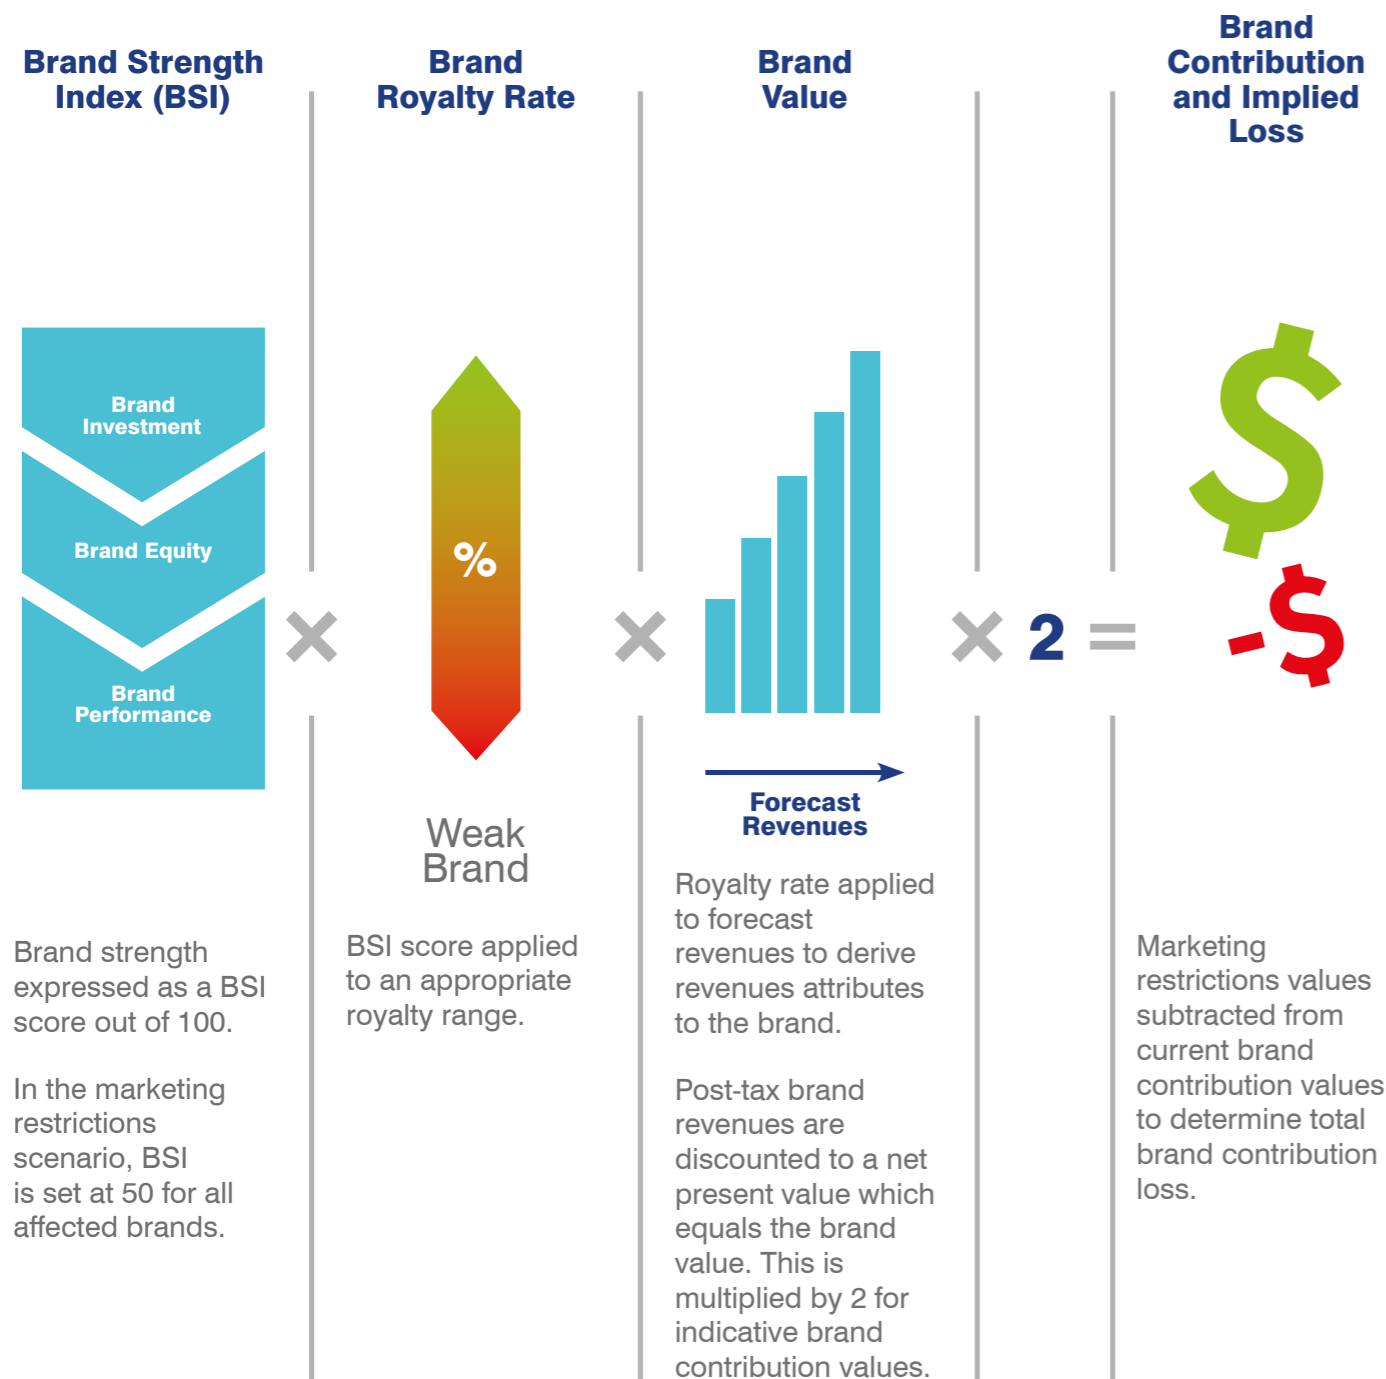 Brand Strength
Index (BSI)
Brand
Investment
Brand Equity
Brand
Performance
Brand strength
expressed as a BSI
score out of 100.
In the marketing
restrictions
scenario, BSI
is set at 50 for all
affected brands.
×
Brand
Royalty Rate
%
Weak
Brand
BSI score applied
to an appropriate
royalty range.
×
Brand
Value
Forecast
Revenues
Royalty rate applied
to forecast
revenues to derive
revenues attributes
to the brand.
Post-tax brand
revenues are
discounted to a net
present value which
equals the brand
value. This is
multiplied by 2 for
indicative brand
contribution values.
× 2 =
Brand
Contribution
and Implied
Loss
$
-$
Marketing
restrictions values
subtracted from
current brand
contribution values
to determine total
brand contribution
loss.